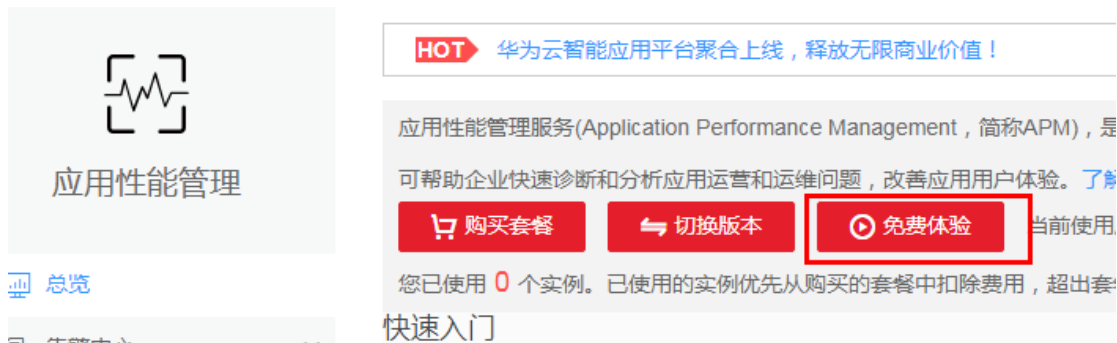 HOT 华为云智能应用平台聚合上线，释放无限商业价值！
应用性能管理服务(Application Performance Management，简称APM)，是
应用性能管理
可帮助企业快速诊断和分析应用运营和运维问题，改善应用用户体验。了解
购买套餐 切换版本 免费体验 当前使用
总览
您已使用 0 个实例。已使用的实例优先从购买的套餐中扣除费用，超出套
快速入门